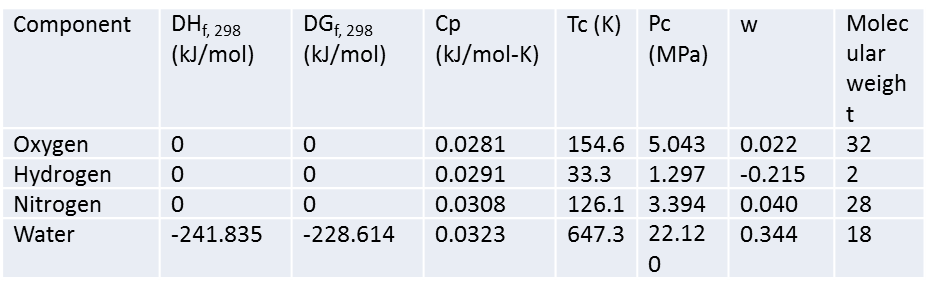 Component DHf, 298 (kJ/mol) DGf, 298 (kJ/mol) Cp (kJ/mol-K) Tc (K) Pc (MPa) w Molec ular weigh t
Oxygen 0 0 0.0281 154.6 5.043 0.022 32
Hydrogen 0 0 0.0291 33.3 1.297 -0.215 2
Nitrogen 0 0 0.0308 126.1 3.394 0.040 28
Water -241.835 -228.614 0.0323 647.3 22.12 0 0.344 18